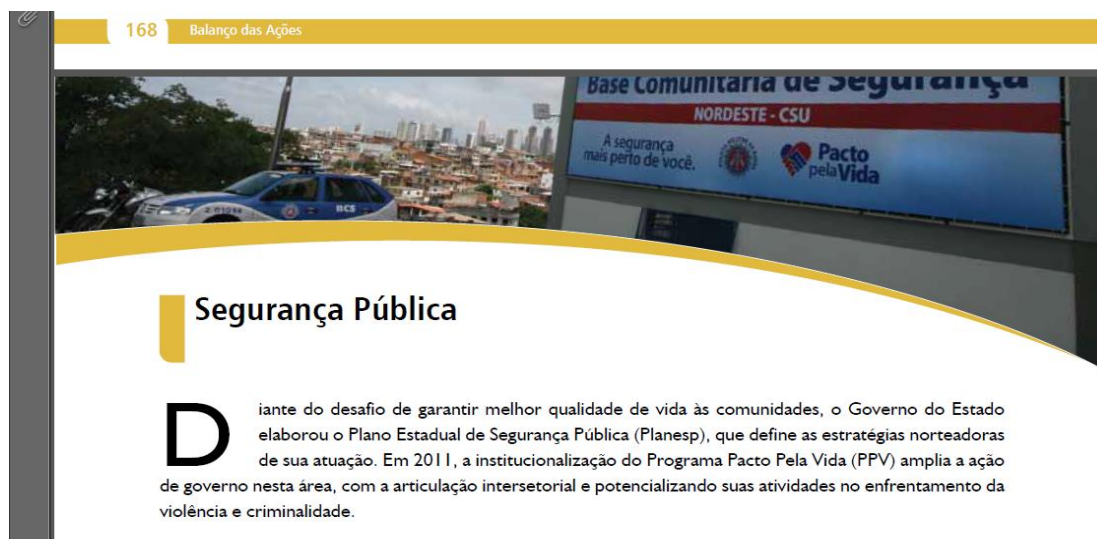 168 Balanço das Ações
Base Comunitária de Segurança
NORDESTE - CSU
A segurança
mais perto de você.
Pacto
pela Vida
2 01014 BCS
Segurança Pública
Diante do desafio de garantir melhor qualidade de vida às comunidades, o Governo do Estado
elaborou o Plano Estadual de Segurança Pública (Planesp), que define as estratégias norteadoras
de sua atuação. Em 2011, a institucionalização do Programa Pacto Pela Vida (PPV) amplia a ação
de governo nesta área, com a articulação intersetorial e potencializando suas atividades no enfrentamento da
violência e criminalidade.